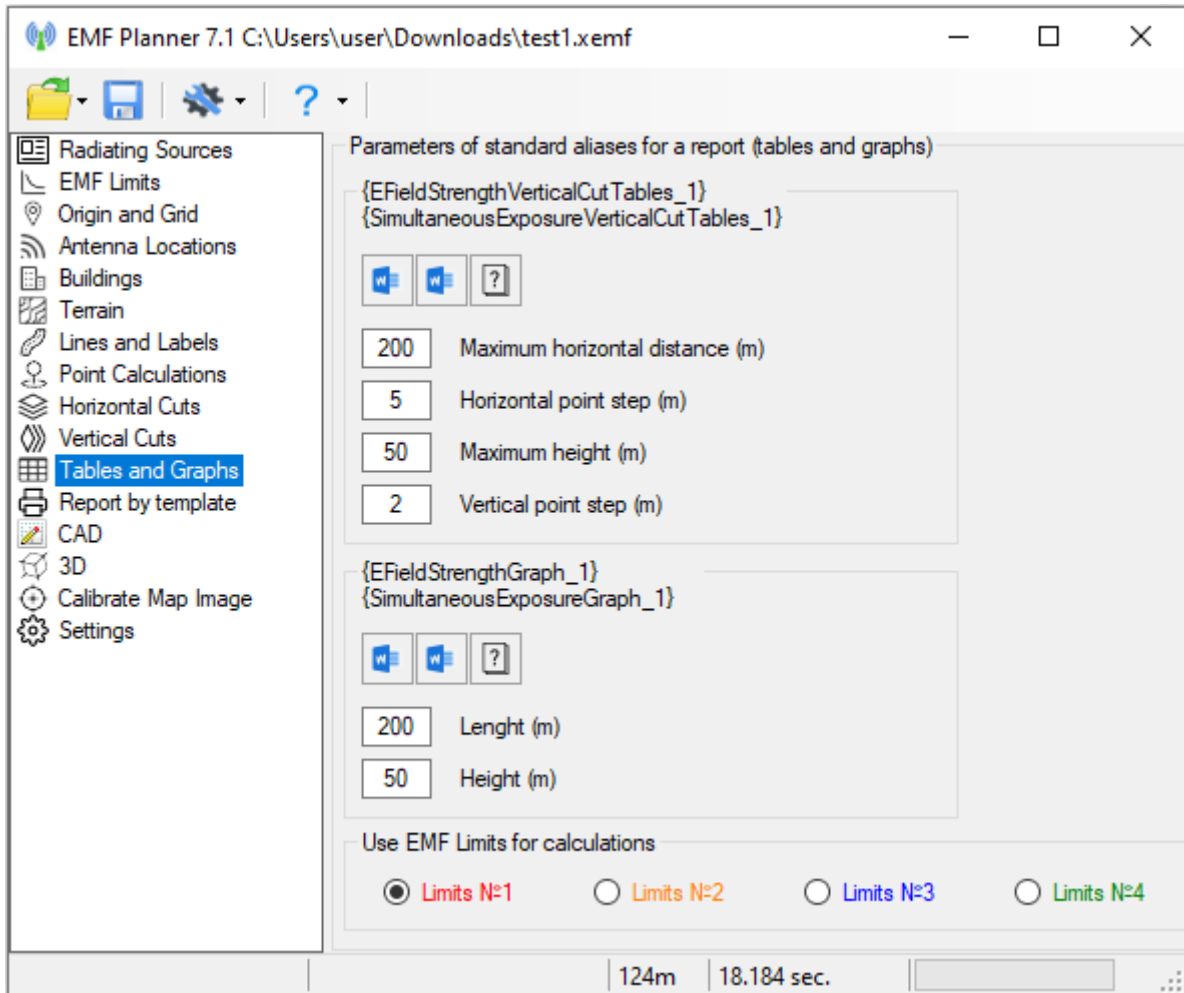 EMF Planner 7.1 C:\Users\user\Downloads\test1.xemf
?
Radiating Sources
EMF Limits
Origin and Grid
Antenna Locations
Buildings
Terrain
Lines and Labels
Point Calculations
Horizontal Cuts
Vertical Cuts
Tables and Graphs
Report by template
CAD
3D
Calibrate Map Image
Settings
Parameters of standard aliases for a report (tables and graphs)
{EFieldStrengthVerticalCutTables_1}
{SimultaneousExposureVerticalCutTables_1}
W W ?
200 Maximum horizontal distance (m)
5 Horizontal point step (m)
50 Maximum height (m)
2 Vertical point step (m)
{EFieldStrengthGraph_1}
{SimultaneousExposureGraph_1}
W W ?
200 Lenght (m)
50 Height (m)
Use EMF Limits for calculations
Limits №1 Limits №2 Limits №3 Limits №4
124m 18.184 sec.